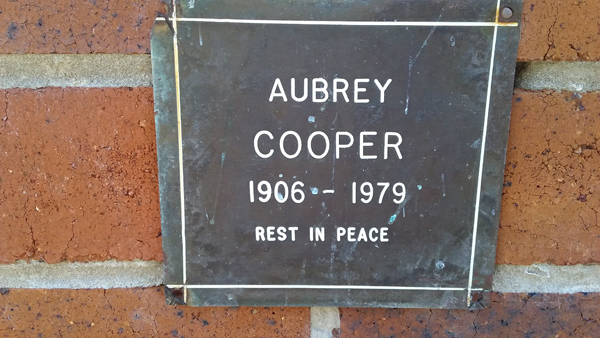 AUBREY
COOPER
1906 - 1979
REST IN PEACE